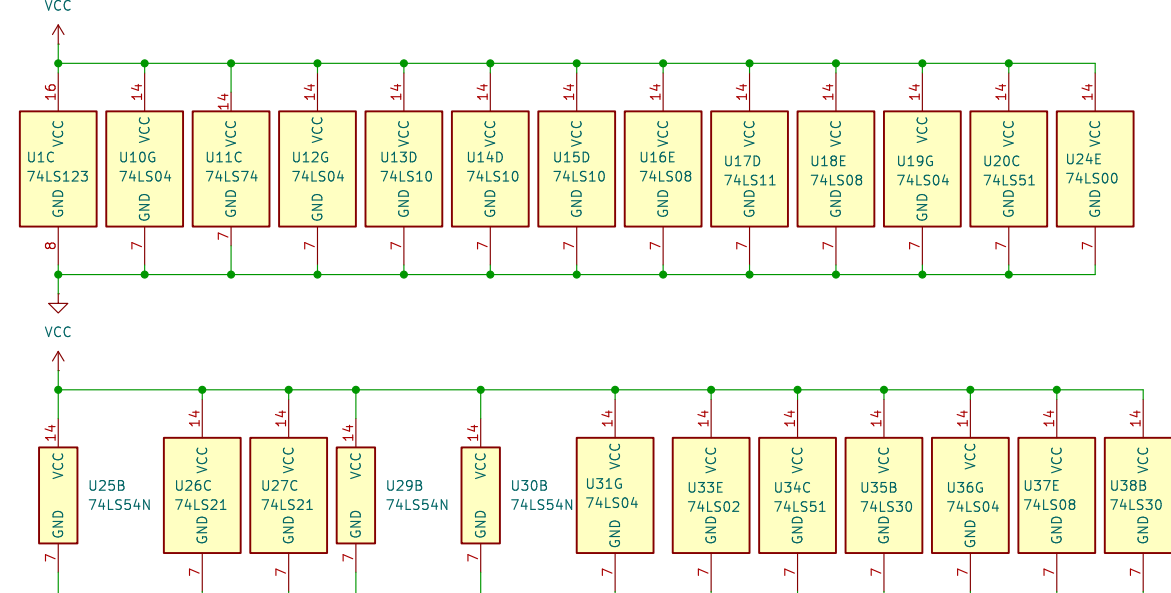 VCC
16 14 14 14 14 14 14 14 14 14 14 14 14
VCC VCC VCC VCC VCC VCC VCC VCC VCC VCC VCC VCC VCC
U1C U10G U11C U12G U13D U14D U15D U16E U17D U18E U19G U20C U24E
74LS123 74LS04 74LS74 74LS04 74LS10 74LS10 74LS10 74LS08 74LS11 74LS08 74LS04 74LS51 74LS00
GND GND GND GND GND GND GND GND GND GND GND GND GND
8 7 7 7 7 7 7 7 7 7 7 7 7
VCC
14 14 14 14 14 14 14 14 14 14 14 14
VCC VCC VCC VCC VCC VCC VCC VCC VCC VCC VCC VCC
U25B U26C U27C U29B U30B U31G U33E U34C U35B U36G U37E U38B
74LS54N 74LS21 74LS21 74LS54N 74LS54N 74LS04 74LS02 74LS51 74LS30 74LS04 74LS08 74LS30
GND GND GND GND GND GND GND GND GND GND GND GND
7 7 7 7 7 7 7 7 7 7 7 7